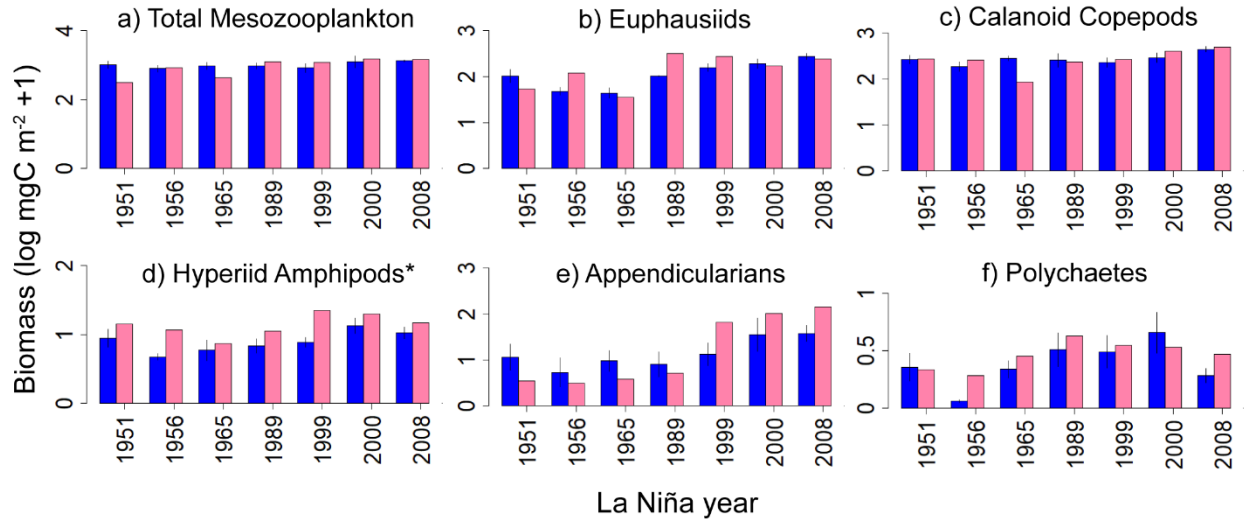 a) Total Mesozooplankton
b) Euphausiids
c) Calanoid Copepods
4
2
0
1951 1956 1965 1989 1999 2000 2008
3
2
1
0
1951 1956 1965 1989 1999 2000 2008
3
2
1
0
1951 1956 1965 1989 1999 2000 2008
Biomass (log mgC m⁻² +1)
d) Hyperiid Amphipods*
e) Appendicularians
f) Polychaetes
2
1
0
1951 1956 1965 1989 1999 2000 2008
3
2
1
0
1951 1956 1965 1989 1999 2000 2008
1
0.5
0
1951 1956 1965 1989 1999 2000 2008
La Niña year